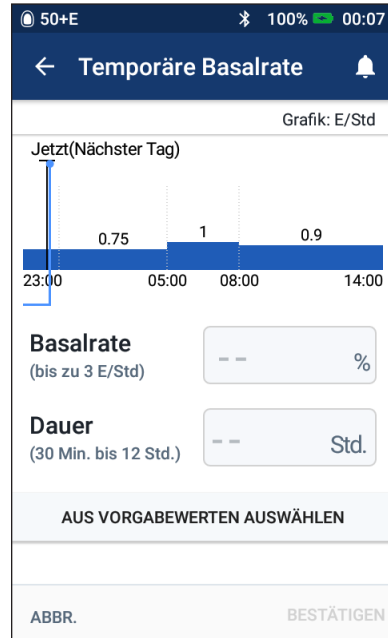 50+E 100% 00:07
Temporäre Basalrate
Grafik: E/Std
Jetzt(Nächster Tag)
0.75 1 0.9
23:00 05:00 08:00 14:00
Basalrate
(bis zu 3 E/Std)
-- %
Dauer
(30 Min. bis 12 Std.)
-- Std.
AUS VORGABEWERTEN AUSWÄHLEN
ABBR. BESTÄTIGEN